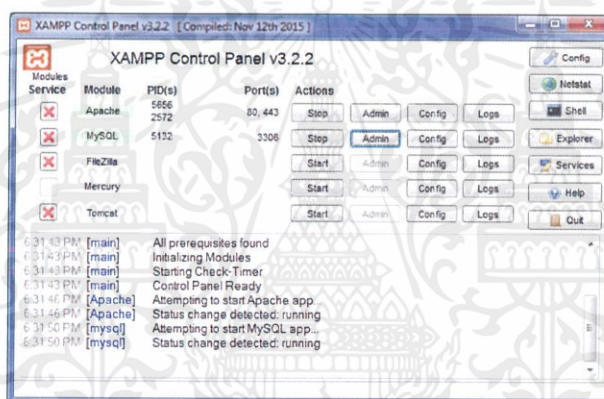 XAMPP Control Panel v3.2.2 [ Compiled: Nov 12th 2015 ]
XAMPP Control Panel v3.2.2
Config
Modules
Service Module PID(s) Port(s) Actions
Netstat
Apache 5656 2572 80, 443 Stop Admin Config Logs
Shell
MySQL 5132 3306 Stop Admin Config Logs
Explorer
FileZilla Start Admin Config Logs
Services
Mercury Start Admin Config Logs
Help
Tomcat Start Admin Config Logs
Quit
6:31:43 PM [main] All prerequisites found
6:31:43 PM [main] Initializing Modules
6:31:43 PM [main] Starting Check-Timer
6:31:43 PM [main] Control Panel Ready
6:31:46 PM [Apache] Attempting to start Apache app
6:31:46 PM [Apache] Status change detected: running
6:31:50 PM [mysql] Attempting to start MySQL app...
6:31:50 PM [mysql] Status change detected: running